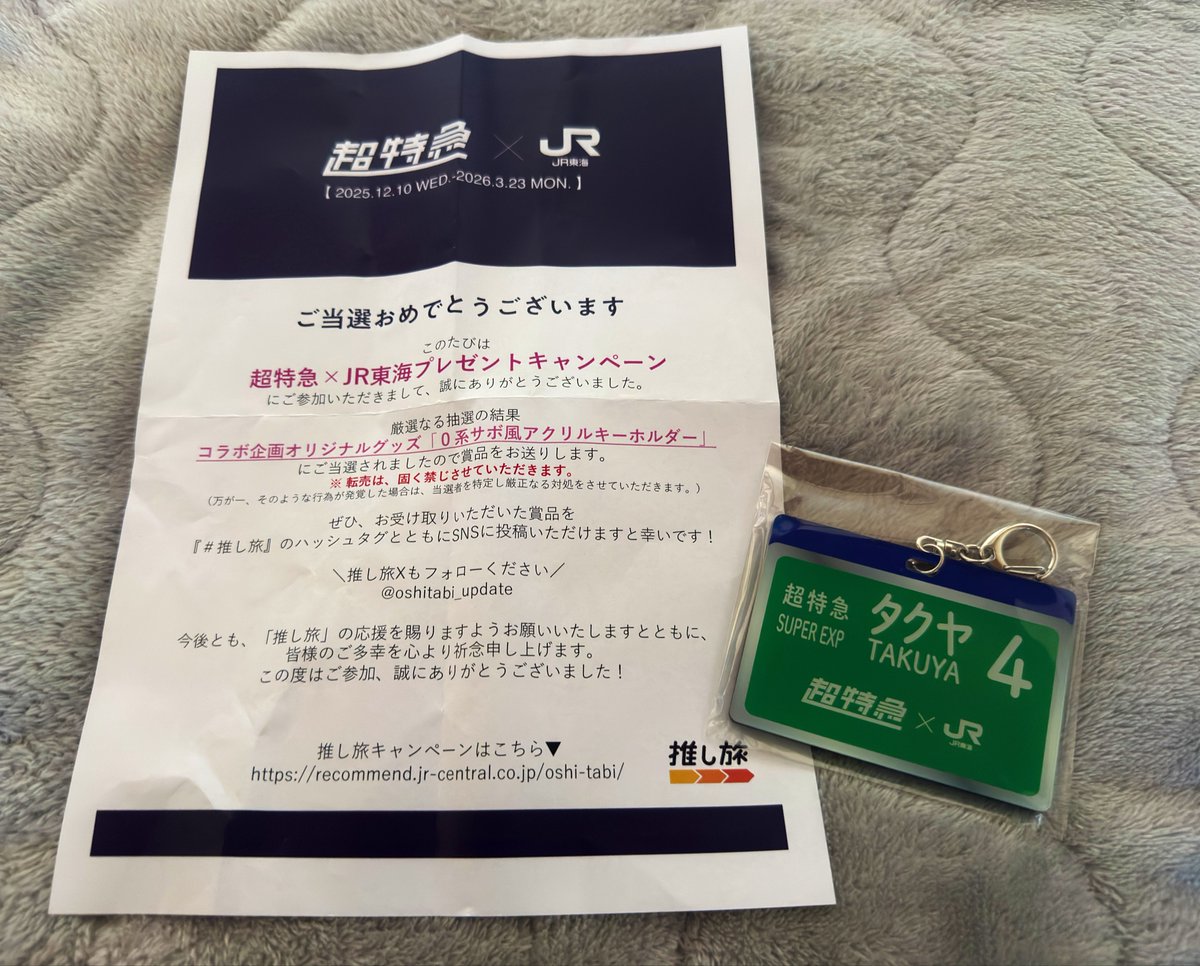 超特急 × JR
JR東海
【 2025.12.10 WED.-2026.3.23 MON. 】
ご当選おめでとうございます
このたびは
超特急×JR東海プレゼントキャンペーン
にご参加いただきまして、誠にありがとうございました。
厳選なる抽選の結果
コラボ企画オリジナルグッズ「0系サボ風アクリルキーホルダー」
にご当選されましたので賞品をお送りします。
※ 転売は、固く禁じさせていただきます。
（万が一、そのような行為が発覚した場合は、当選者を特定し厳正なる対処をさせていただきます。）
ぜひ、お受け取りいただいた賞品を
『＃推し旅』のハッシュタグとともにSNSに投稿いただけますと幸いです！
＼推し旅Xもフォローください／
@oshitabi_update
今後とも、「推し旅」の応援を賜りますようお願いいたしますとともに、
皆様のご多幸を心より祈念申し上げます。
この度はご参加、誠にありがとうございました！
推し旅キャンペーンはこちら▼
https://recommend.jr-central.co.jp/oshi-tabi/
推し旅
超特急 タクヤ 4
SUPER EXP TAKUYA
超特急 × JR
JR東海